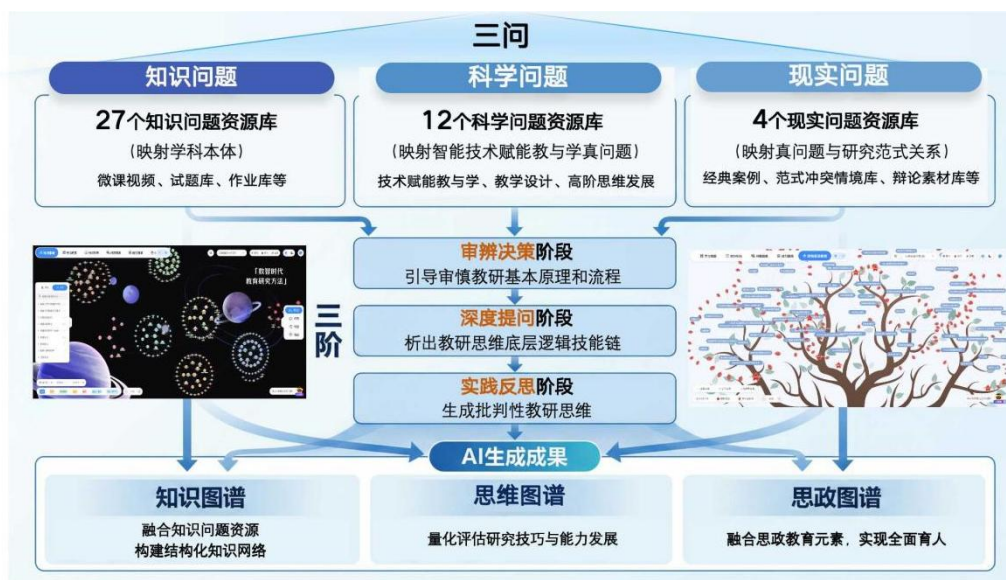 三问
知识问题
科学问题
现实问题
27个知识问题资源库
(映射学科本体)
微课视频、试题库、作业库等
12个科学问题资源库
(映射智能技术赋能教与学真问题)
技术赋能教与学、教学设计、高阶思维发展
4个现实问题资源库
(映射真问题与研究范式关系)
经典案例、范式冲突情境库、辩论素材库等
「数智时代
教育研究方法」
三阶
审辨决策阶段
引导审慎教研基本原理和流程
深度提问阶段
析出教研思维底层逻辑技能链
实践反思阶段
生成批判性教研思维
AI生成成果
知识图谱
融合知识问题资源
构建结构化知识网络
思维图谱
量化评估研究技巧与能力发展
思政图谱
融合思政教育元素，实现全面育人